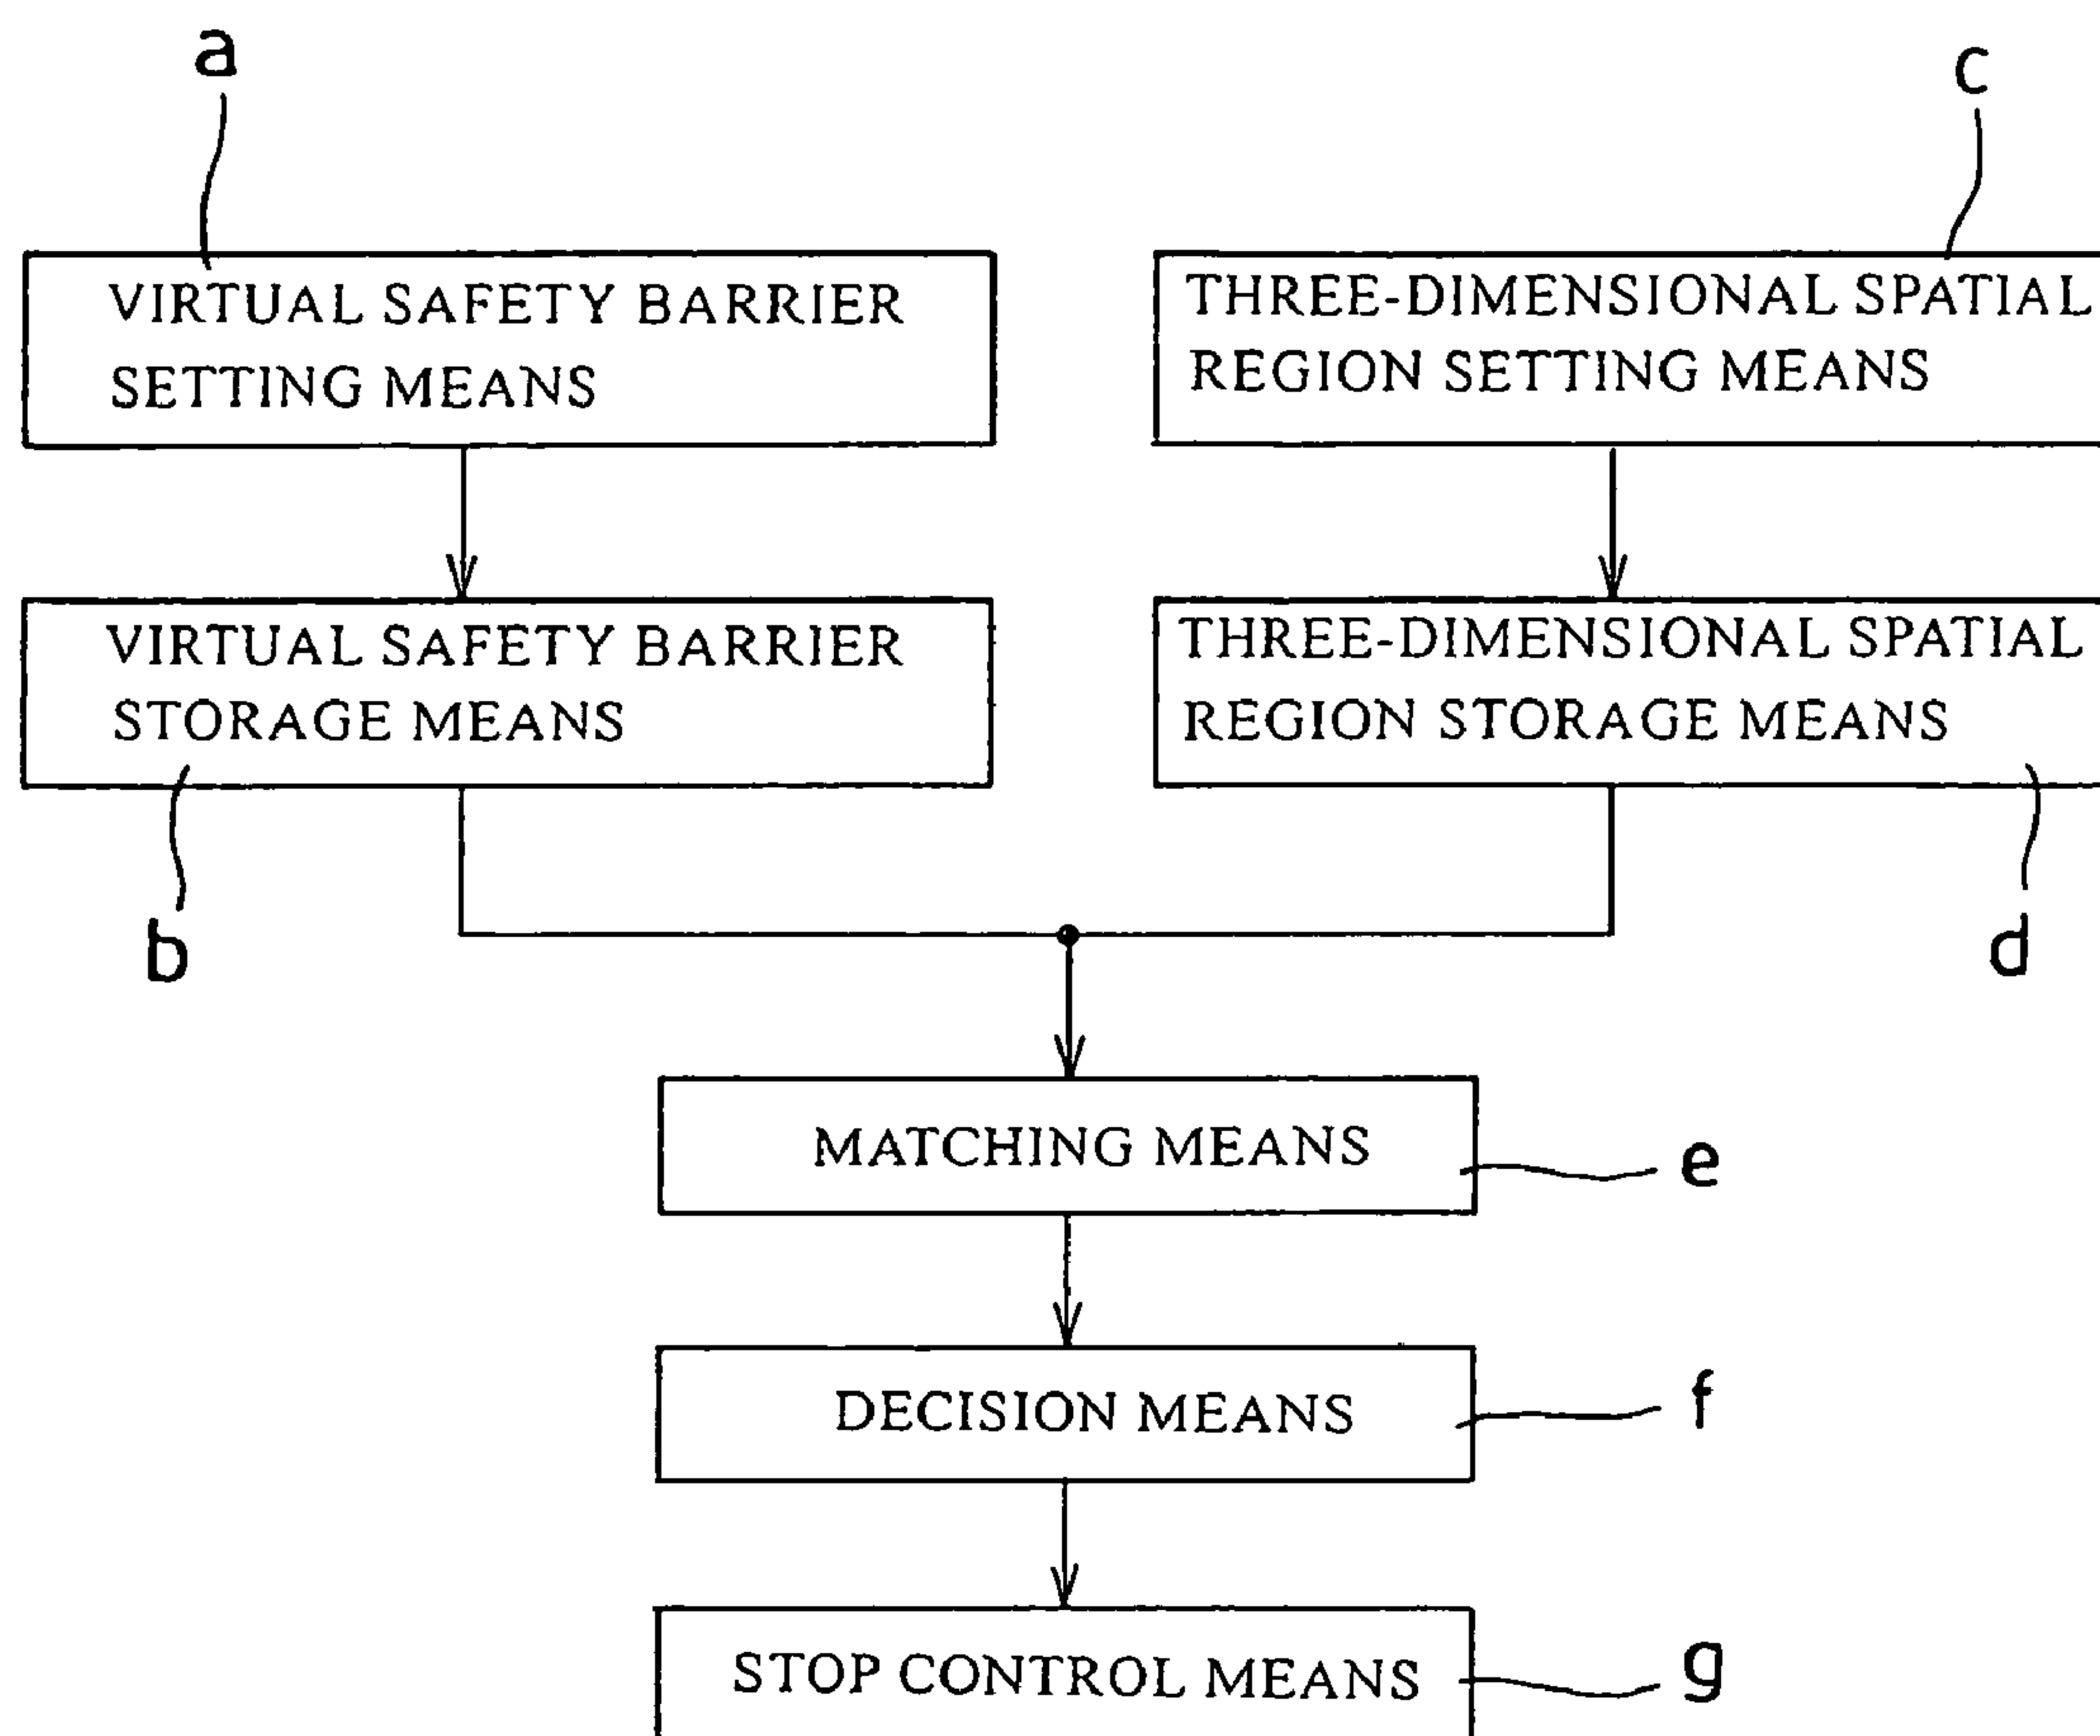 a
c
VIRTUAL SAFETY BARRIER
SETTING MEANS
THREE-DIMENSIONAL SPATIAL
REGION SETTING MEANS
VIRTUAL SAFETY BARRIER
STORAGE MEANS
THREE-DIMENSIONAL SPATIAL
REGION STORAGE MEANS
b
d
MATCHING MEANS
e
DECISION MEANS
f
STOP CONTROL MEANS
g